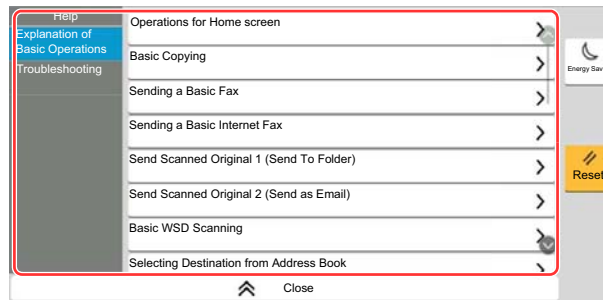 Help
Explanation of
Basic Operations
Troubleshooting
Operations for Home screen
Basic Copying
Sending a Basic Fax
Sending a Basic Internet Fax
Send Scanned Original 1 (Send To Folder)
Send Scanned Original 2 (Send as Email)
Basic WSD Scanning
Selecting Destination from Address Book
Close
Energy Sav
Reset